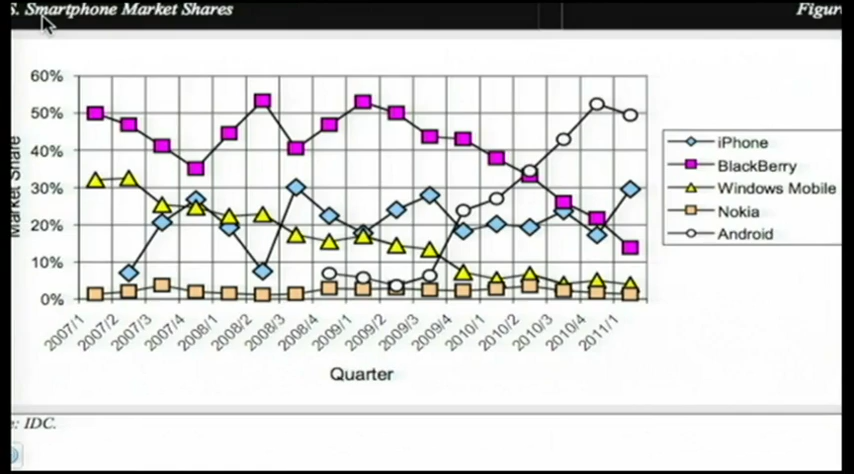 S. Smartphone Market Shares
Figur
60%
50%
40%
30%
20%
10%
0%
Market Share
2007/1
2007/2
2007/3
2007/4
2008/1
2008/2
2008/3
2008/4
2009/1
2009/2
2009/3
2009/4
2010/1
2010/2
2010/3
2010/4
2011/1
Quarter
iPhone
BlackBerry
Windows Mobile
Nokia
Android
e: IDC.